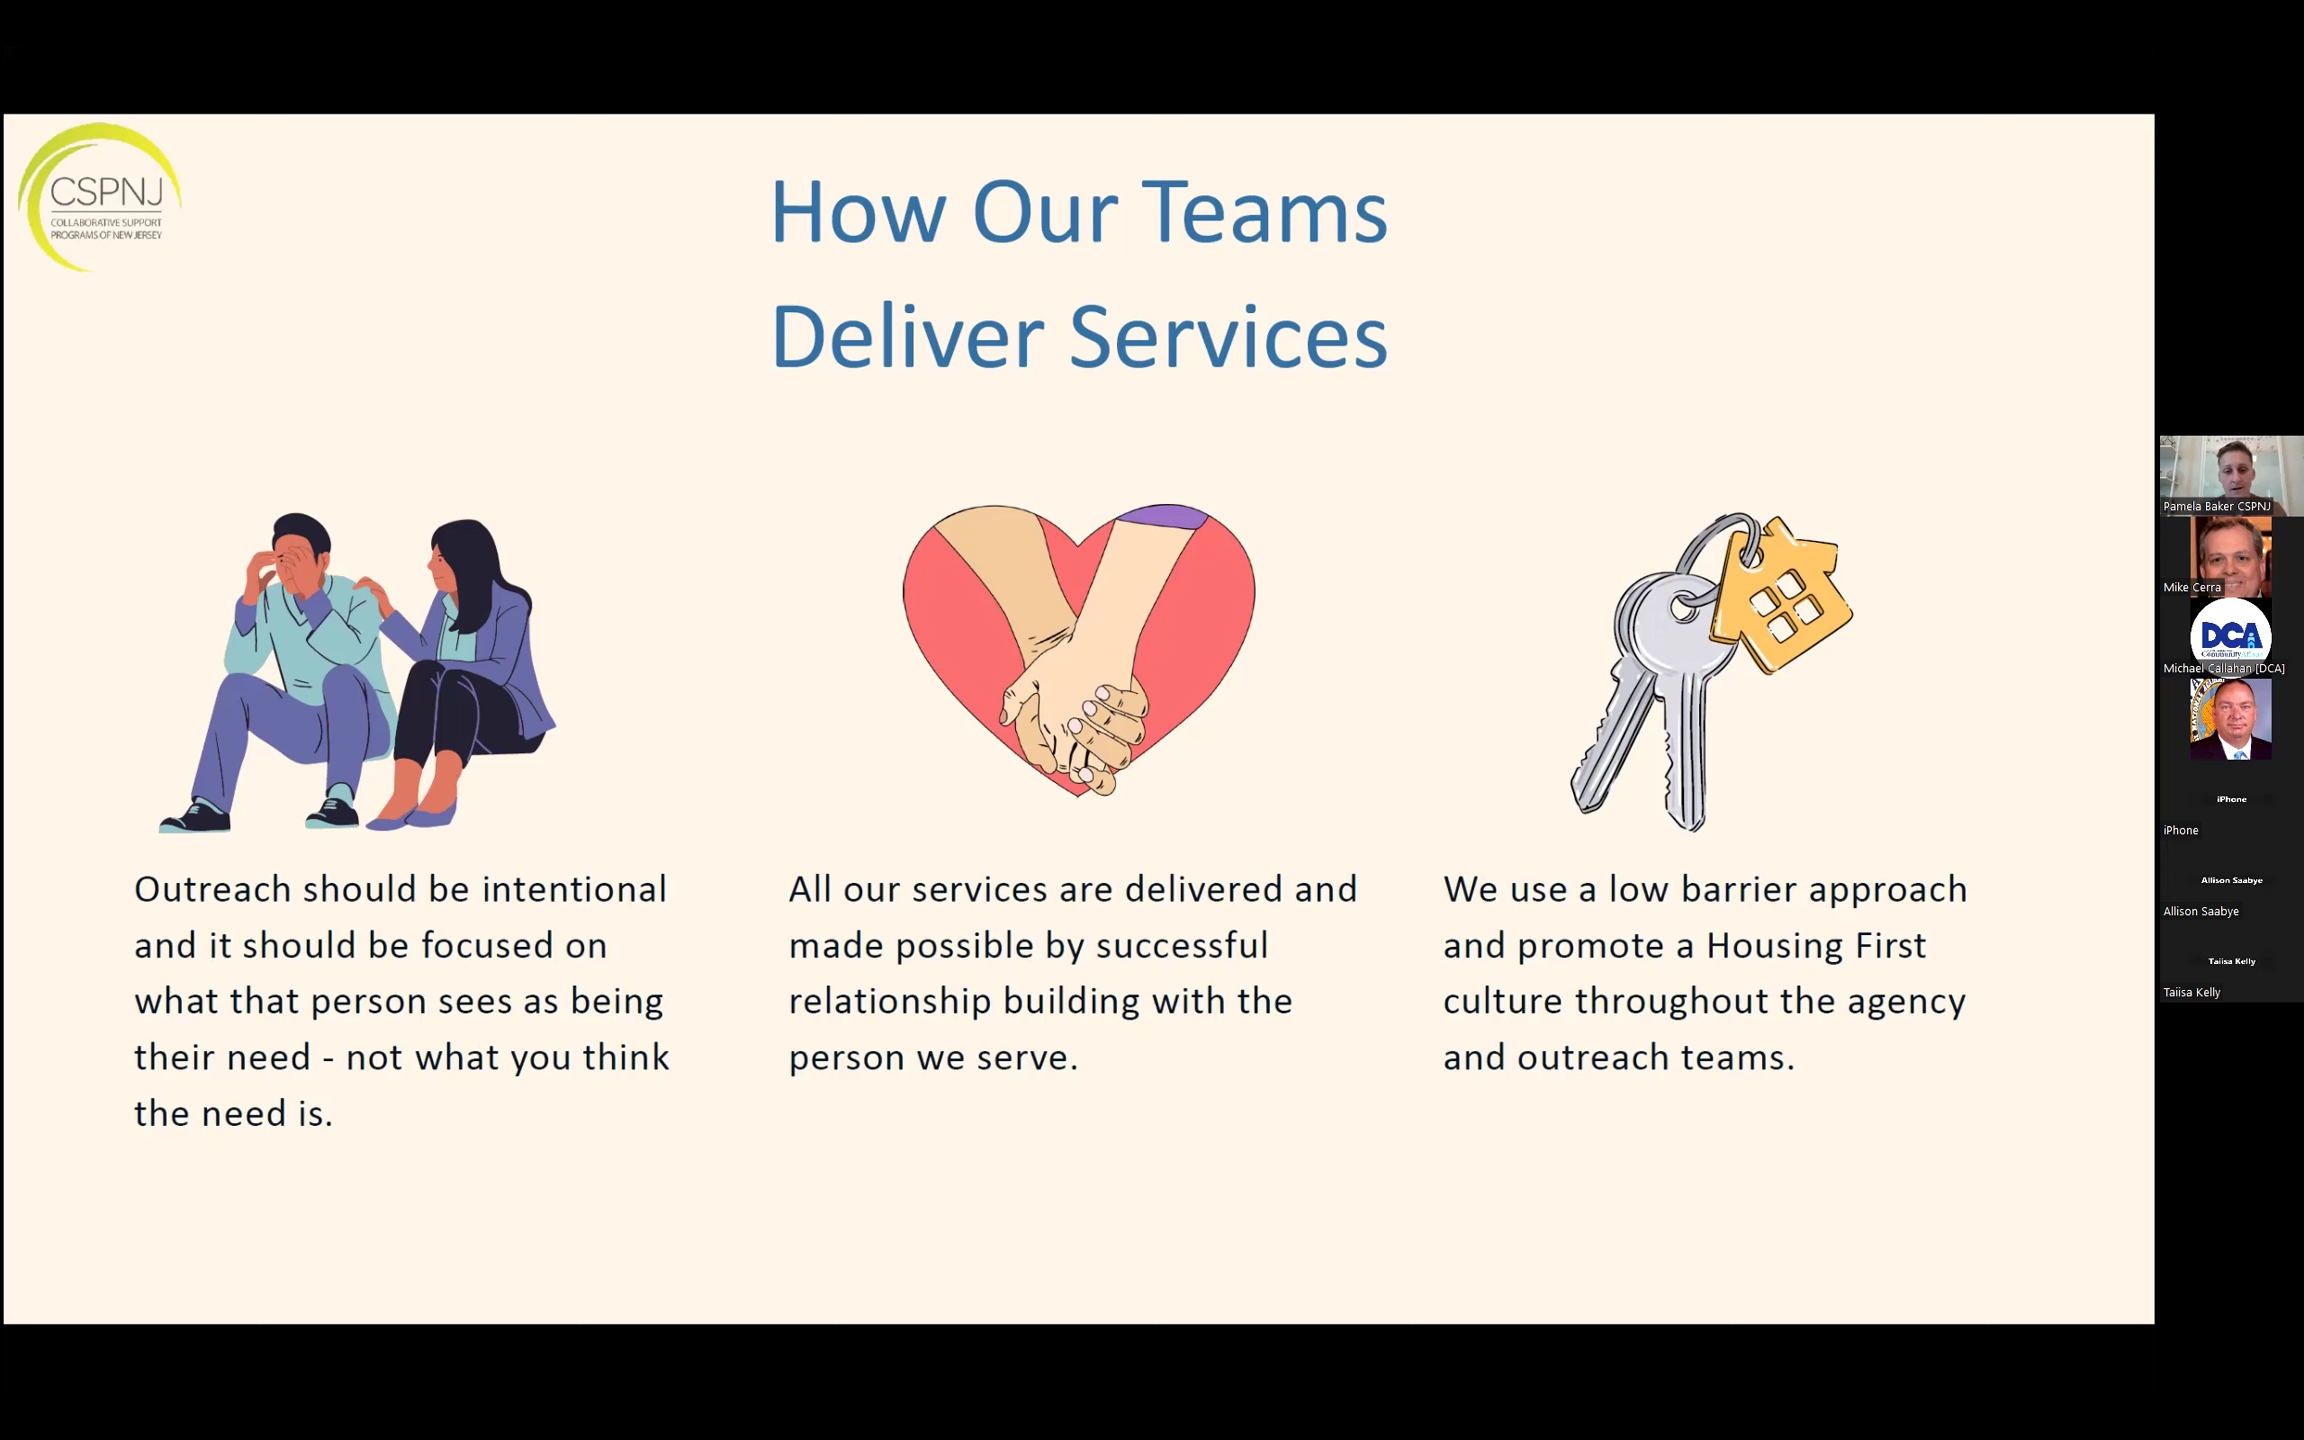 CSPNJ
COLLABORATIVE SUPPORT
PROGRAMS OF NEW JERSEY
How Our Teams
Deliver Services
Outreach should be intentional
and it should be focused on
what that person sees as being
their need - not what you think
the need is.
All our services are delivered and
made possible by successful
relationship building with the
person we serve.
We use a low barrier approach
and promote a Housing First
culture throughout the agency
and outreach teams.
Pamela Baker CSPNJ
Mike Cerra
DCA
Michael Callahan [DCA]
iPhone
iPhone
Allison Saabye
Allison Saabye
Taiisa Kelly
Taiisa Kelly